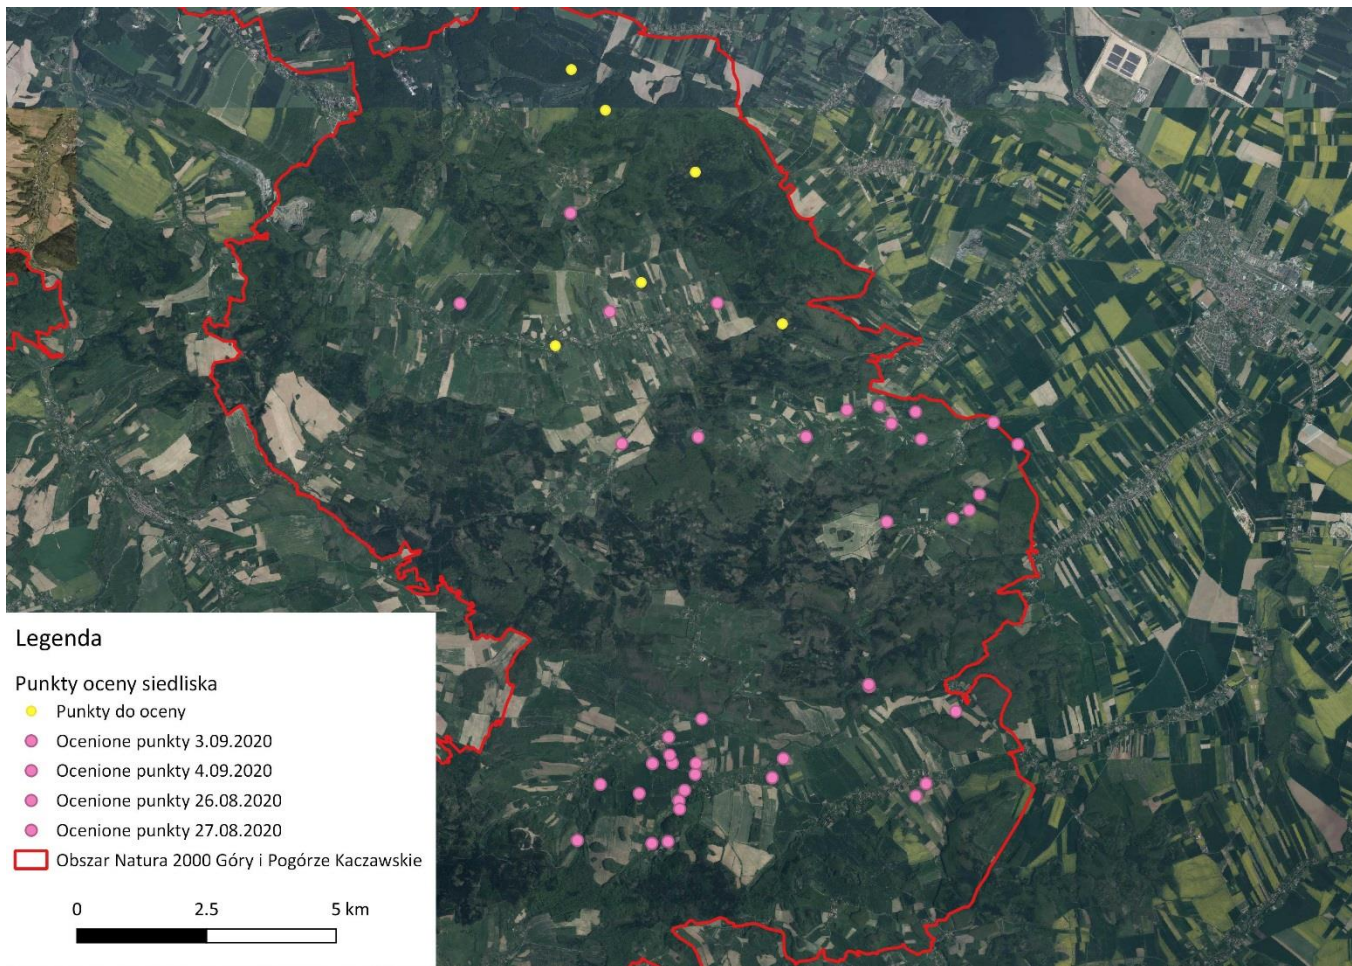 Legenda
Punkty oceny siedliska
Punkty do oceny
Ocenione punkty 3.09.2020
Ocenione punkty 4.09.2020
Ocenione punkty 26.08.2020
Ocenione punkty 27.08.2020
Obszar Natura 2000 Góry i Pogórze Kaczawskie
0 2.5 5 km